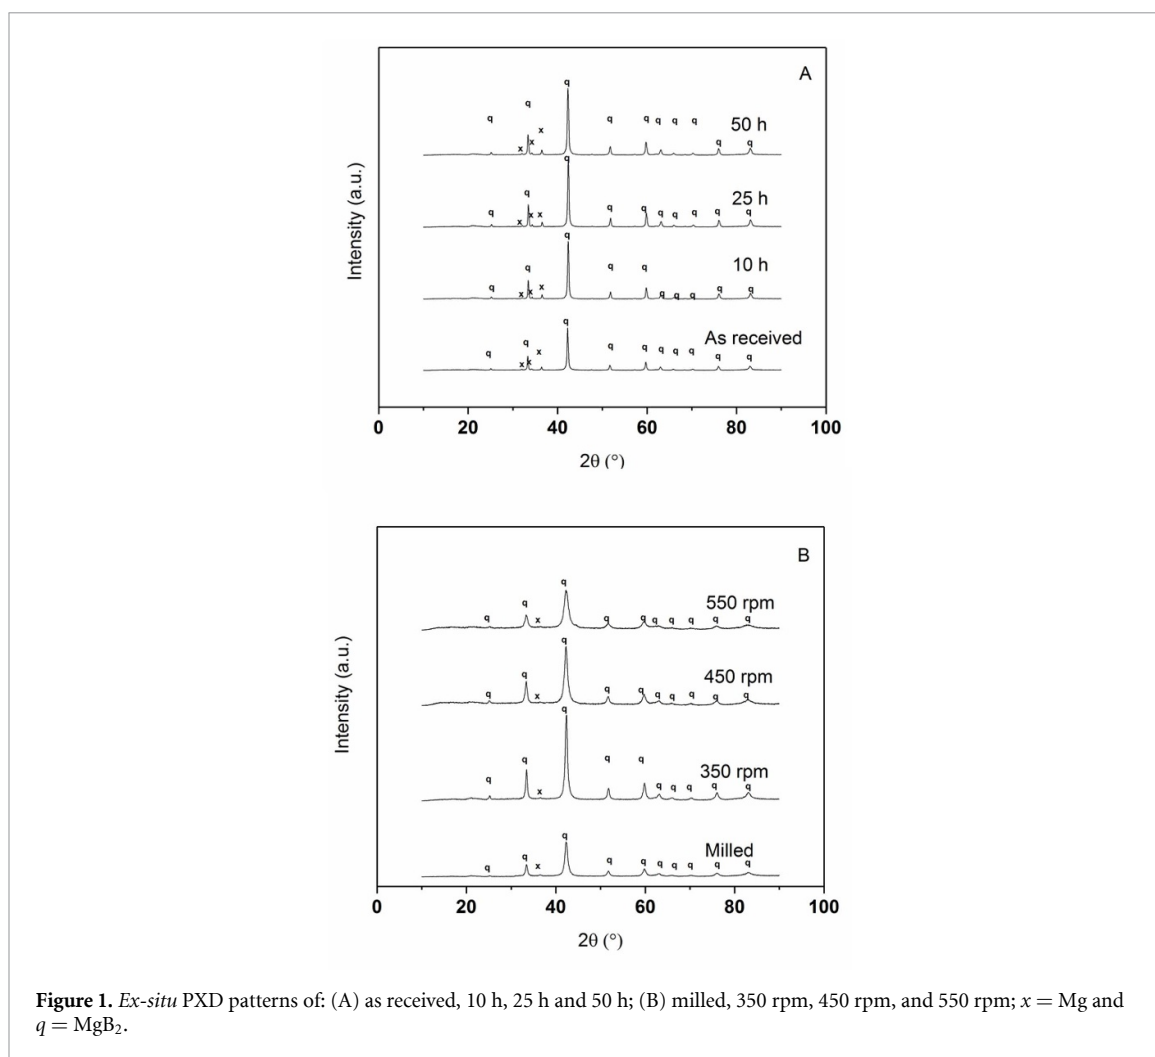 A
q
q
q
x
x
x
q
q
q
q
q
50 h
q
q
q
q
q
x
x
x
q
q
q
q
q
25 h
q
q
q
q
q
x
x
x
q
q
q
q
q
10 h
q
q
q
q
q
x
x
x
q
q
q
q
q
As received
q
q
Intensity (a.u.)
0 20 40 60 80 100
2θ (°)
B
q
q
q
x
q
q
q
q
q
550 rpm
q
q
q
q
q
x
q
q
q
q
q
450 rpm
q
q
q
q
q
x
q
q
q
q
q
350 rpm
q
q
q
q
q
x
q
q
q
q
q
Milled
q
q
Intensity (a.u.)
0 20 40 60 80 100
2θ (°)
Figure 1. Ex-situ PXD patterns of: (A) as received, 10 h, 25 h and 50 h; (B) milled, 350 rpm, 450 rpm, and 550 rpm; x = Mg and
q = MgB₂.